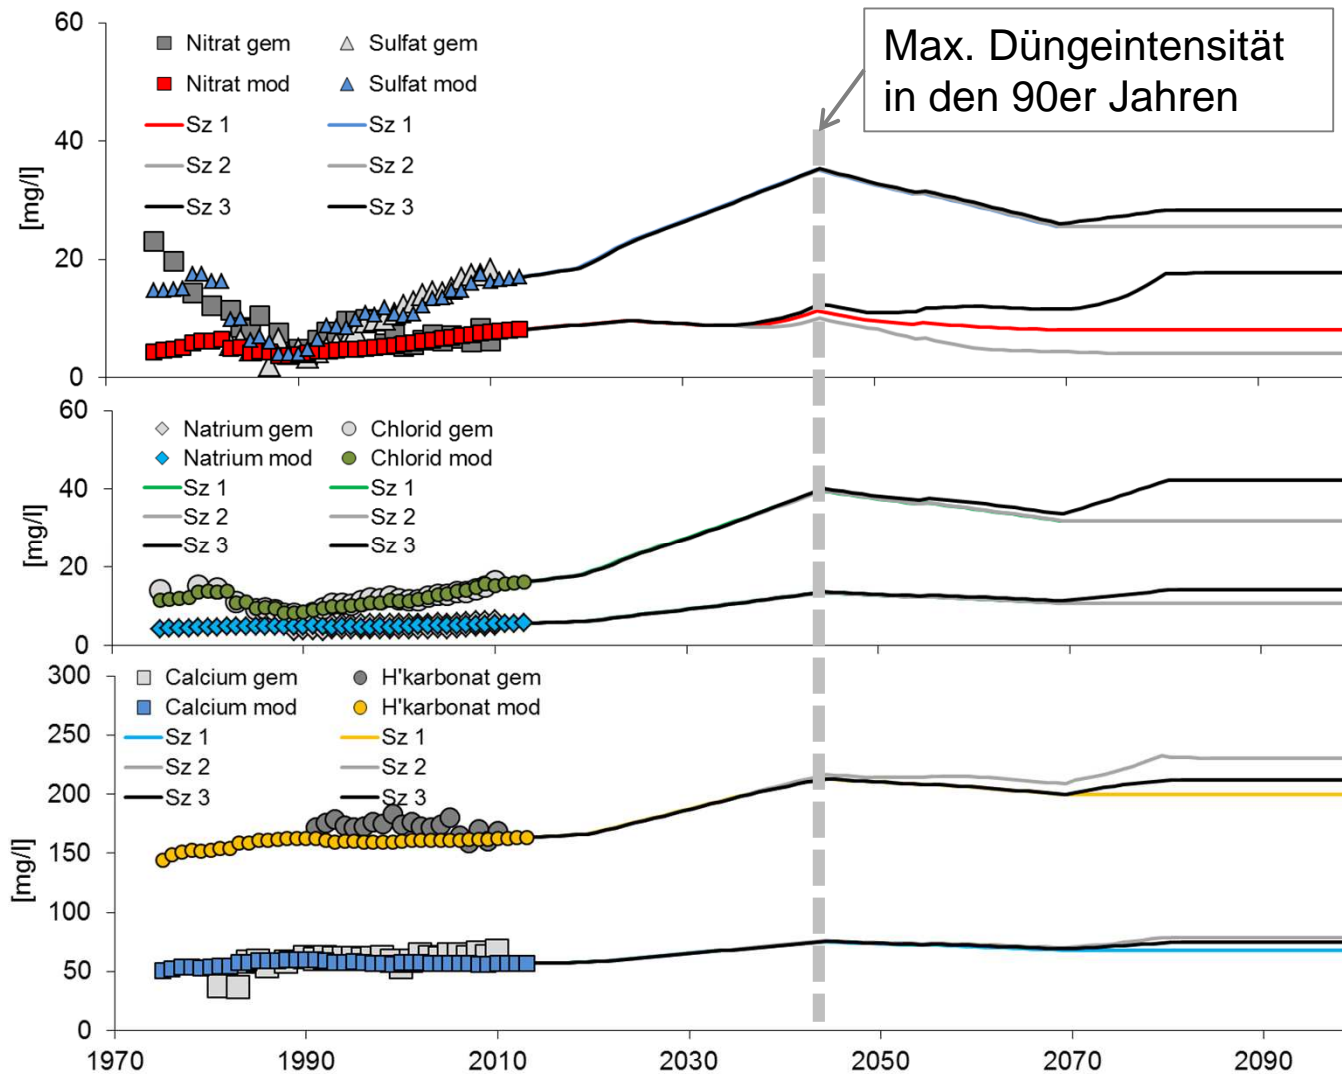 Max. Düngeintensität
in den 90er Jahren
60
40
20
0
[mg/l]
Nitrat gem
Sulfat gem
Nitrat mod
Sulfat mod
Sz 1
Sz 1
Sz 2
Sz 2
Sz 3
Sz 3
60
40
20
0
[mg/l]
Natrium gem
Chlorid gem
Natrium mod
Chlorid mod
Sz 1
Sz 1
Sz 2
Sz 2
Sz 3
Sz 3
300
250
200
150
100
50
0
[mg/l]
Calcium gem
H'karbonat gem
Calcium mod
H'karbonat mod
Sz 1
Sz 1
Sz 2
Sz 2
Sz 3
Sz 3
1970
1990
2010
2030
2050
2070
2090